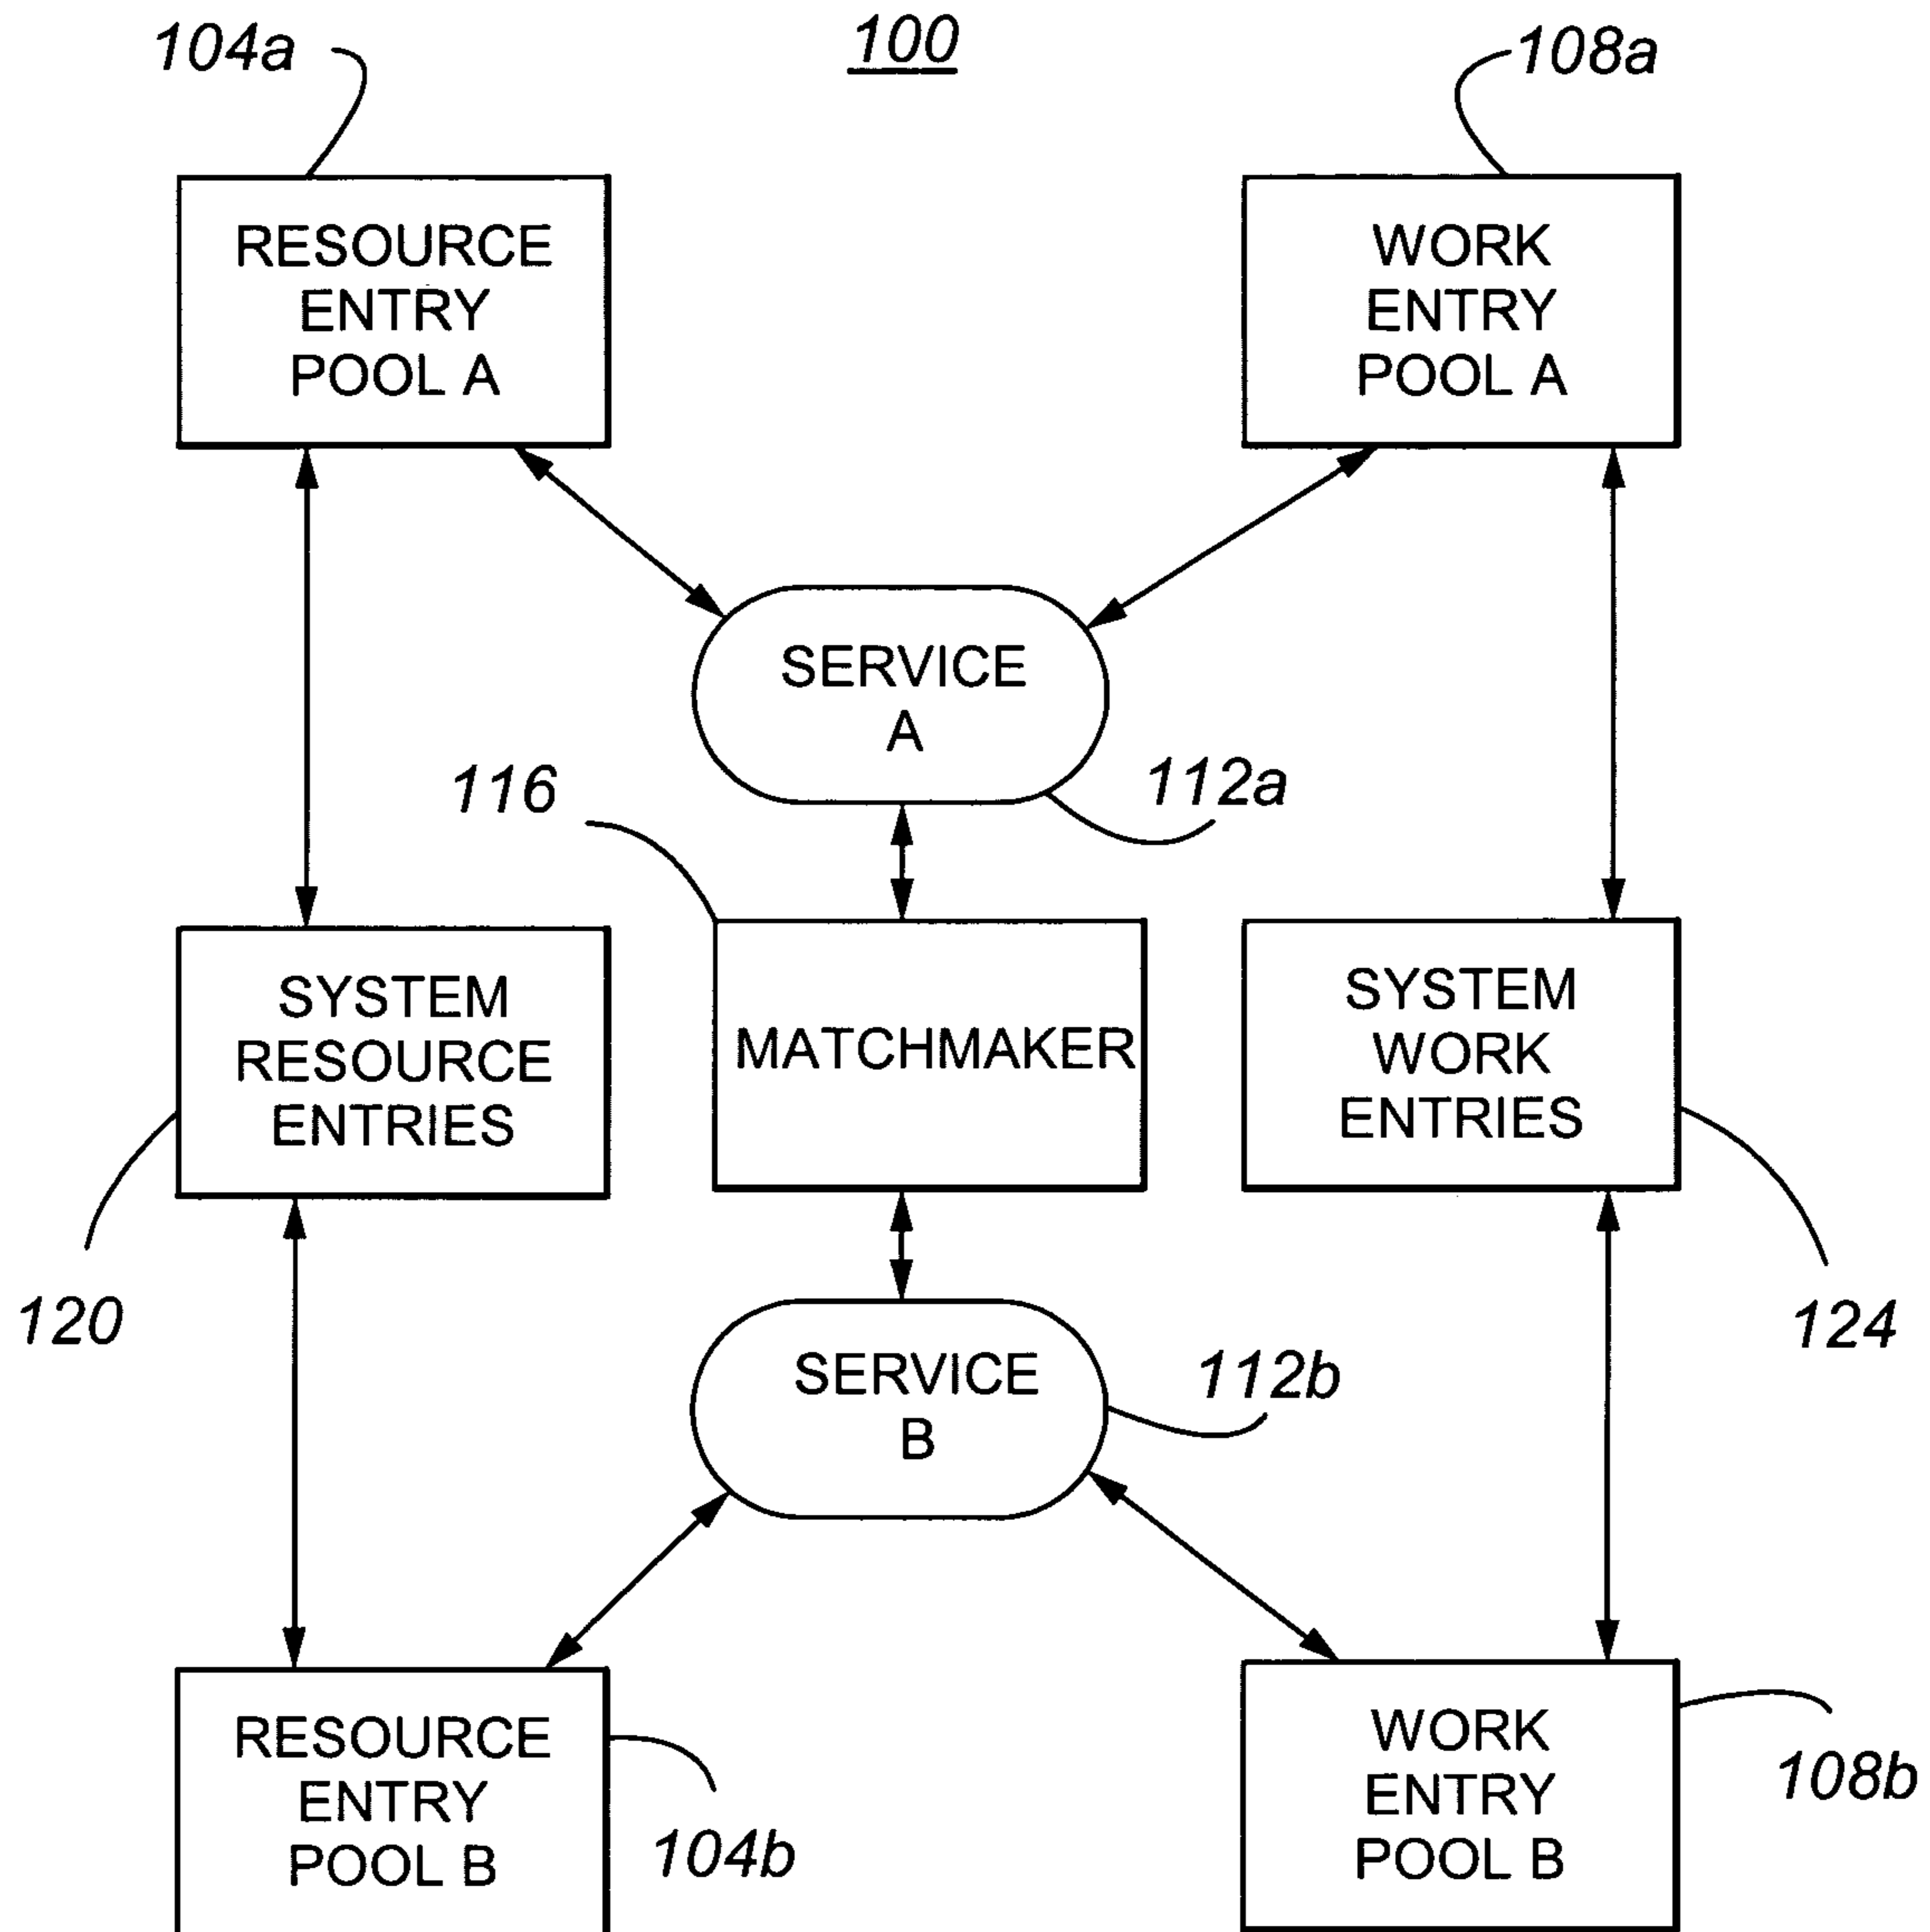 100
104a
108a
RESOURCE
ENTRY
POOL A
WORK
ENTRY
POOL A
SERVICE
A
116
112a
SYSTEM
RESOURCE
ENTRIES
MATCHMAKER
SYSTEM
WORK
ENTRIES
120
124
SERVICE
B
112b
RESOURCE
ENTRY
POOL B
104b
WORK
ENTRY
POOL B
108b